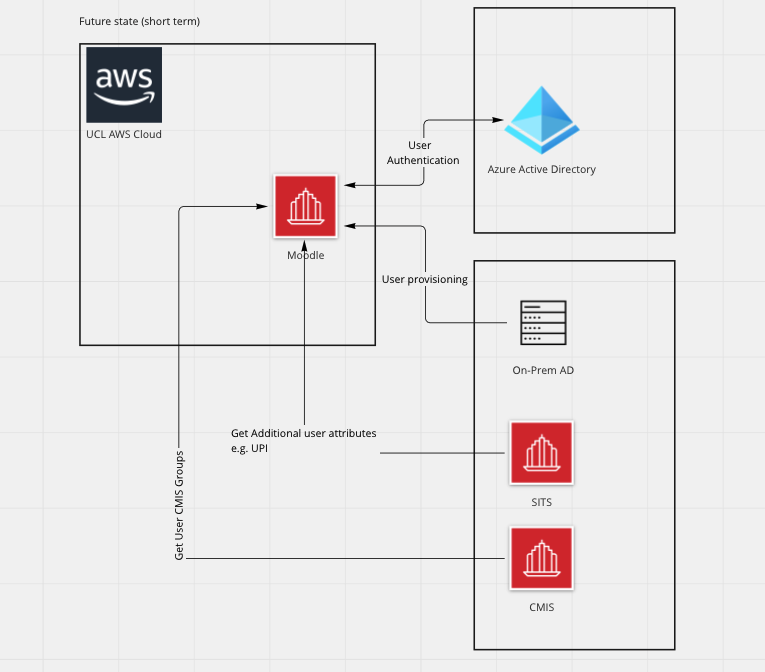 Future state (short term)
aws
UCL AWS Cloud
User
Authentication
Azure Active Directory
Moodle
User provisioning
On-Prem AD
Get Additional user attributes
e.g. UPI
SITS
Get User CMIS Groups
CMIS